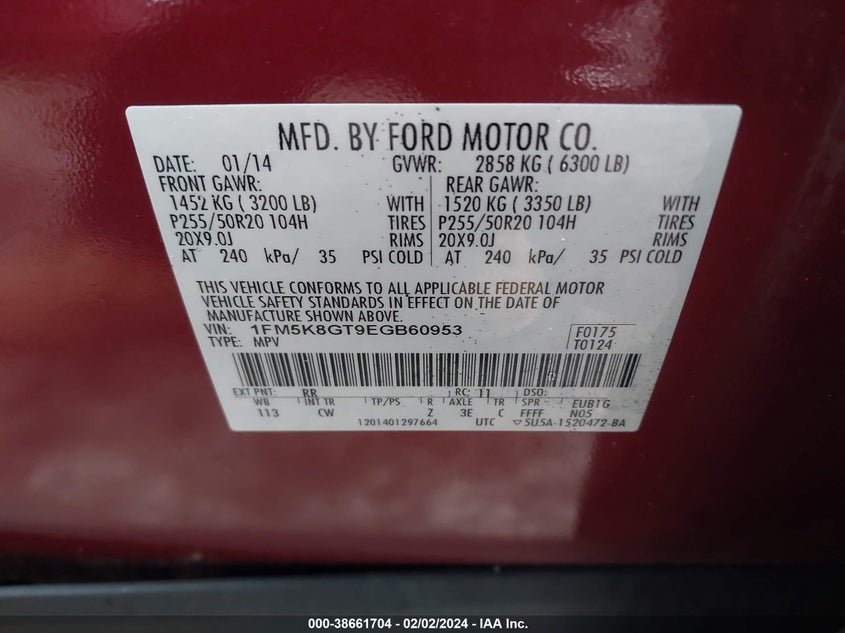 MFD. BY FORD MOTOR CO.
DATE: 01/14 GVWR: 2858 KG ( 6300 LB)
FRONT GAWR: REAR GAWR:
1452 KG ( 3200 LB) WITH 1520 KG ( 3350 LB) WITH
P255/50R20 104H TIRES P255/50R20 104H TIRES
20X9.0J RIMS 20X9.0J RIMS
AT 240 kPa/ 35 PSI COLD AT 240 kPa/ 35 PSI COLD
THIS VEHICLE CONFORMS TO ALL APPLICABLE FEDERAL MOTOR
VEHICLE SAFETY STANDARDS IN EFFECT ON THE DATE OF
MANUFACTURE SHOWN ABOVE.
VIN: 1FM5K8GT9EGB60953 F0175
TYPE: MPV T0124
EXT PNT: RR RC: 11 DSO:
WB INT TR TP/PS R AXLE TR SPR EUB1G
113 CW Z 3E C FFFF N05
1201401297664 UTC ▽5U5A-1520472-BA
000-38661704 - 02/02/2024 - IAA Inc.